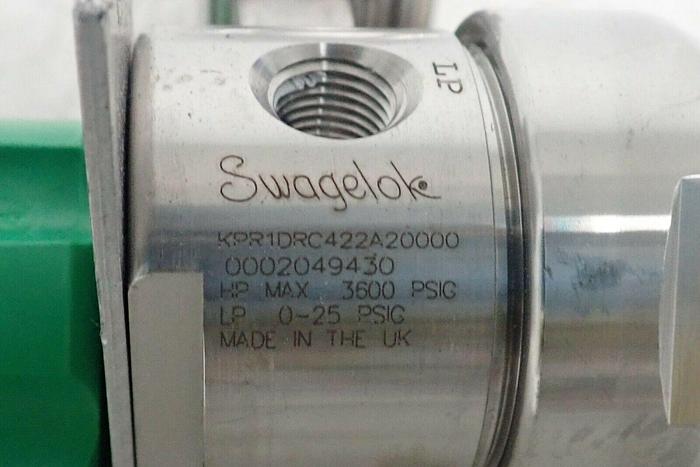 LP
Swagelok
KPR1DRC422A20000
0002049430
HP MAX 3600 PSIG
LP 0-25 PSIG
MADE IN THE UK